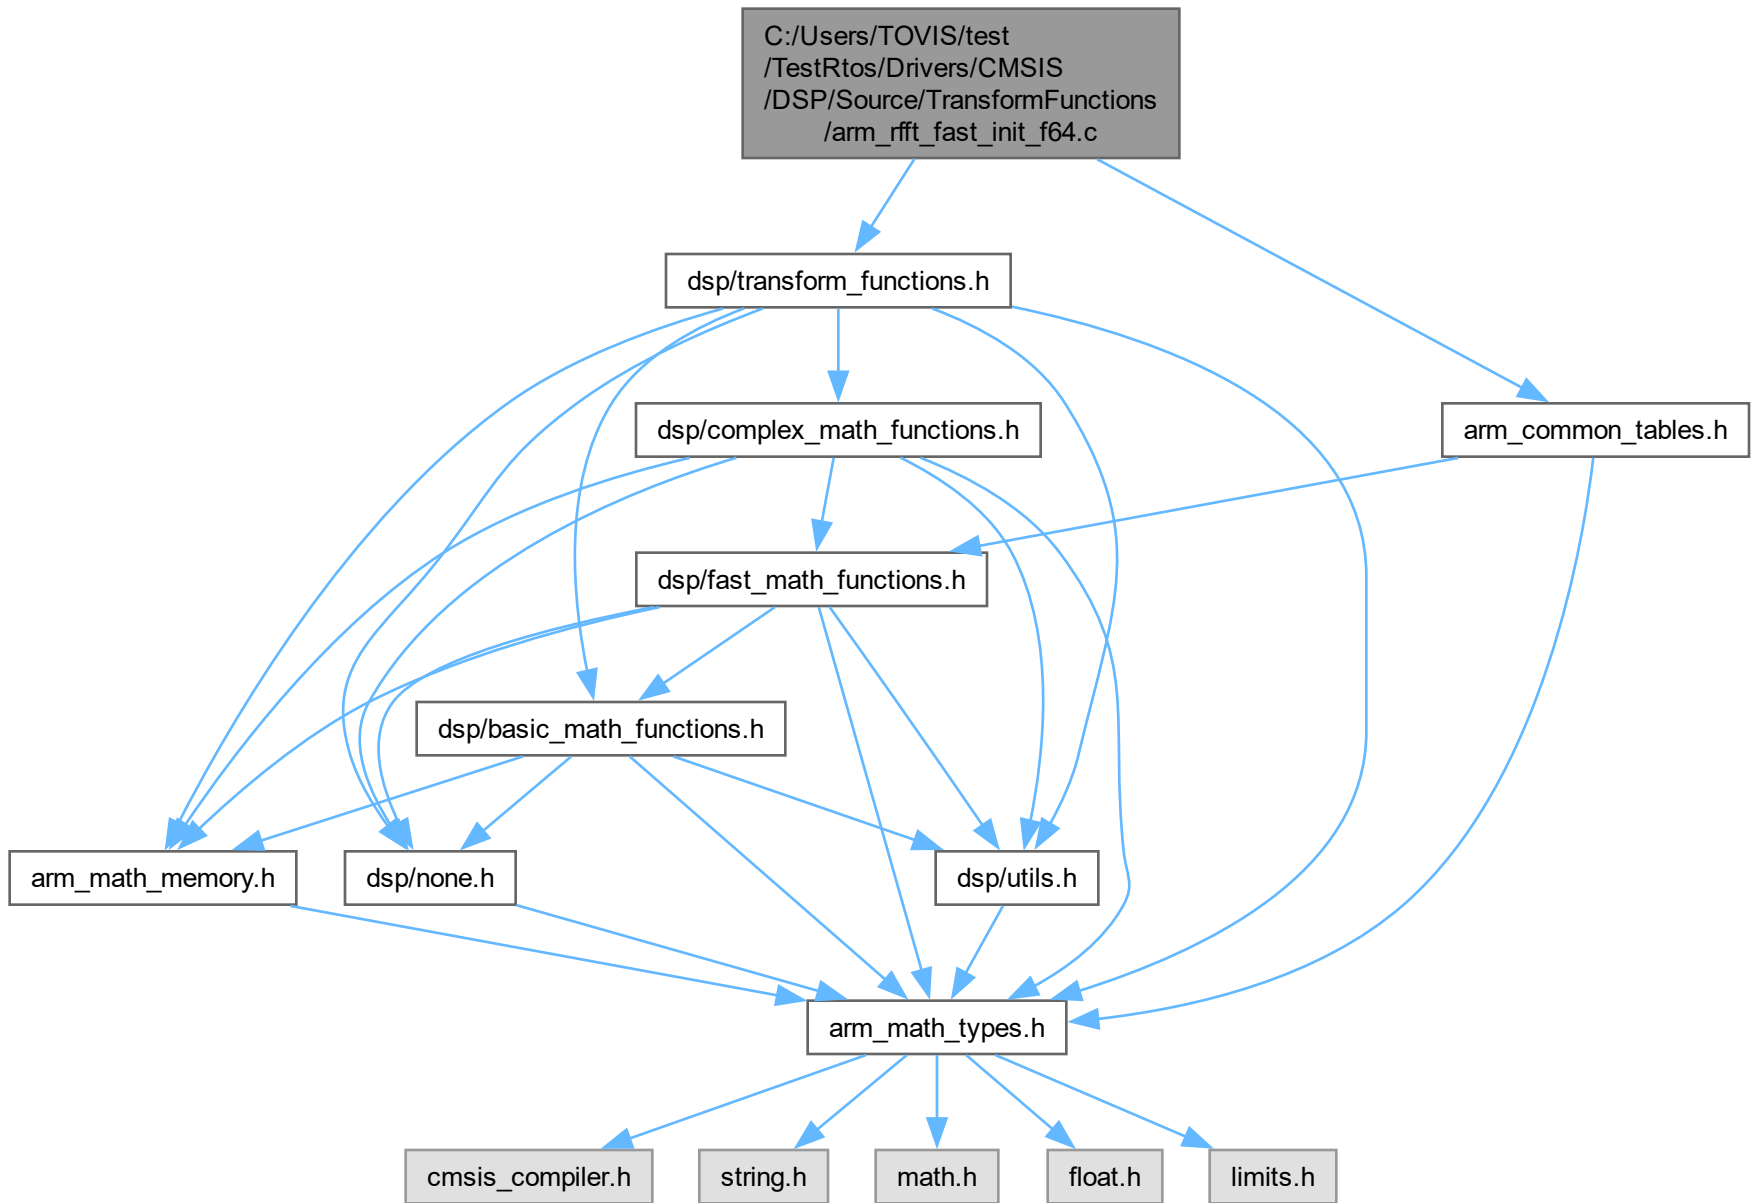 C:/Users/TOVIS/test
/TestRtos/Drivers/CMSIS
/DSP/Source/TransformFunctions
/arm_rfft_fast_init_f64.c
dsp/transform_functions.h
dsp/complex_math_functions.h
arm_common_tables.h
dsp/fast_math_functions.h
dsp/basic_math_functions.h
arm_math_memory.h
dsp/none.h
dsp/utils.h
arm_math_types.h
cmsis_compiler.h
string.h
math.h
float.h
limits.h